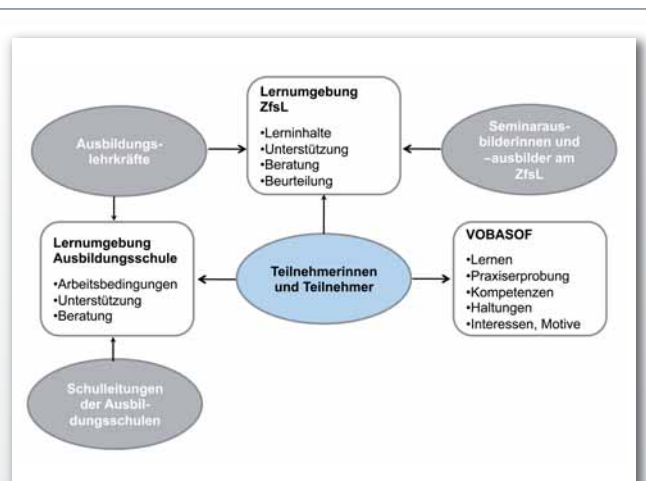 Lernumgebung
ZfsL
•Lerninhalte
•Unterstützung
•Beratung
•Beurteilung
Ausbildungs-
lehrkräfte
Seminaraus-
bilderinnen und
–ausbilder am
ZfsL
Lernumgebung
Ausbildungsschule
•Arbeitsbedingungen
•Unterstützung
•Beratung
Teilnehmerinnen
und Teilnehmer
VOBASOF
•Lernen
•Praxiserprobung
•Kompetenzen
•Haltungen
•Interessen, Motive
Schulleitungen
der Ausbil-
dungsschulen